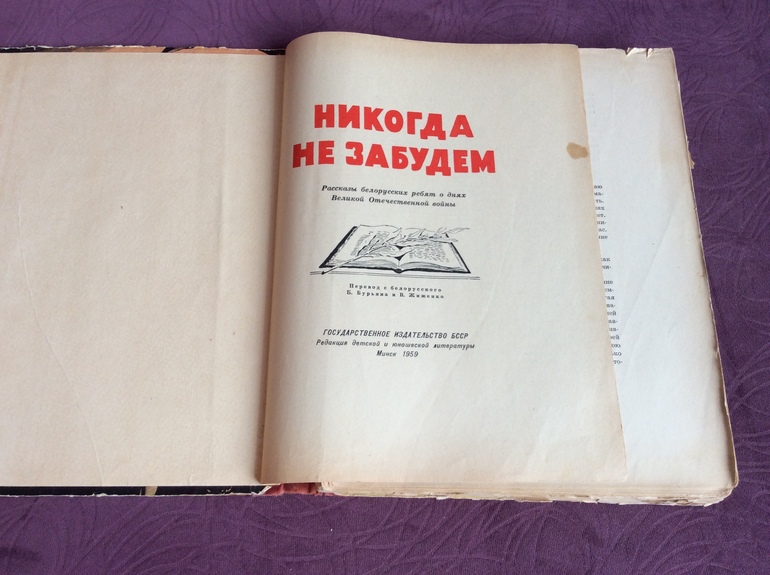 НИКОГДА
НЕ ЗАБУДЕМ
Рассказы белорусских ребят о днях
Великой Отечественной войны
Перевод с белорусского
Б. Бурьяна и В. Жиженко
ГОСУДАРСТВЕННОЕ ИЗДАТЕЛЬСТВО БССР
Редакция детской и юношеской литературы
Минск 1959